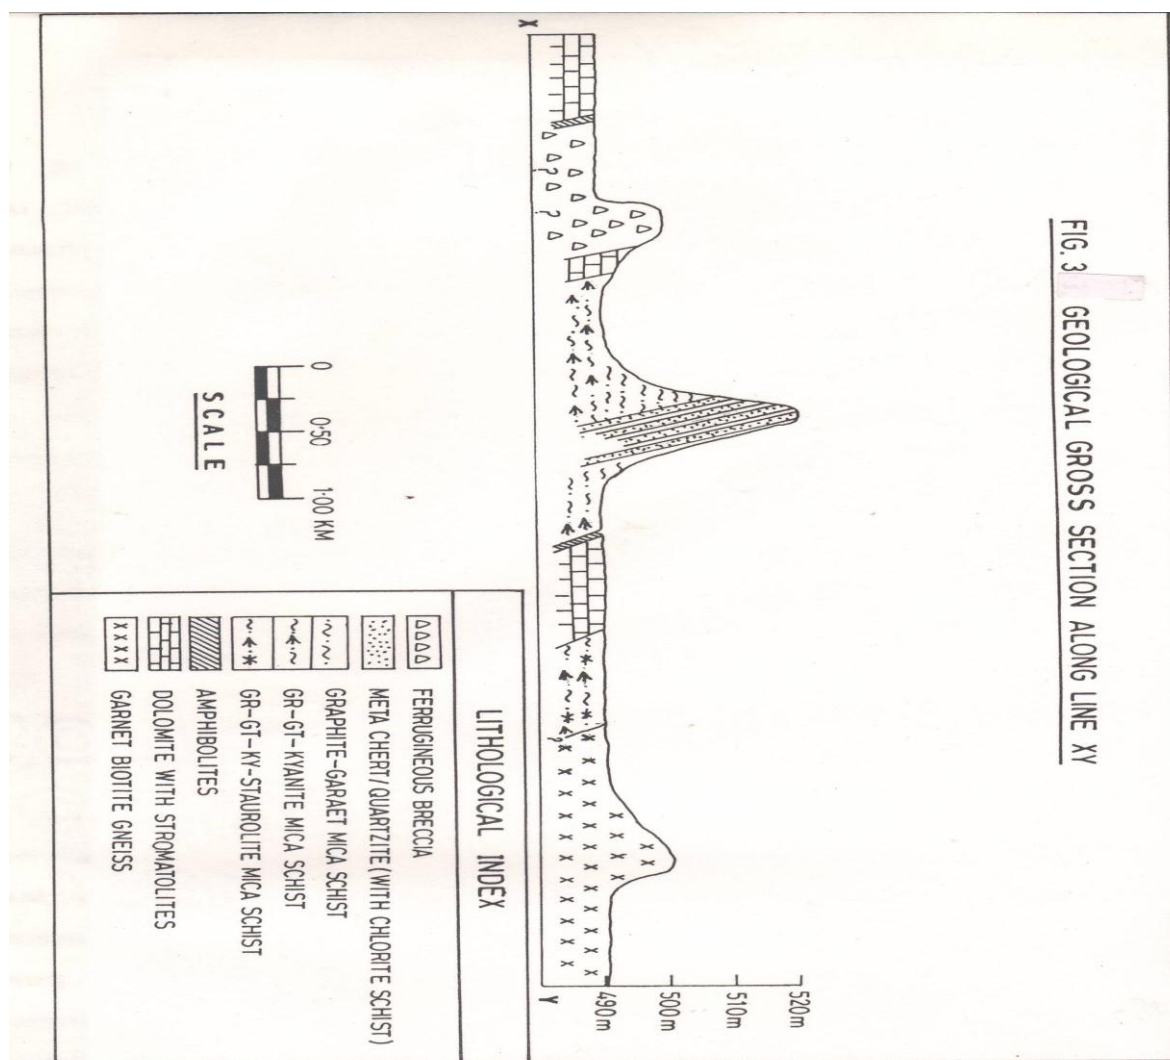 FIG. 3 GEOLOGICAL GROSS SECTION ALONG LINE XY
X
Y
520m
510m
500m
490m
?
?
?
0 0·50 1·00 KM
SCALE
LITHOLOGICAL INDEX
FERRUGINEOUS BRECCIA
META CHERT/QUARTZITE (WITH CHLORITE SCHIST)
GRAPHITE-GARAET MICA SCHIST
GR-GT-KYANITE MICA SCHIST
GR-GT-KY-STAUROLITE MICA SCHIST
AMPHIBOLITES
DOLOMITE WITH STROMATOLITES
GARNET BIOTITE GNEISS